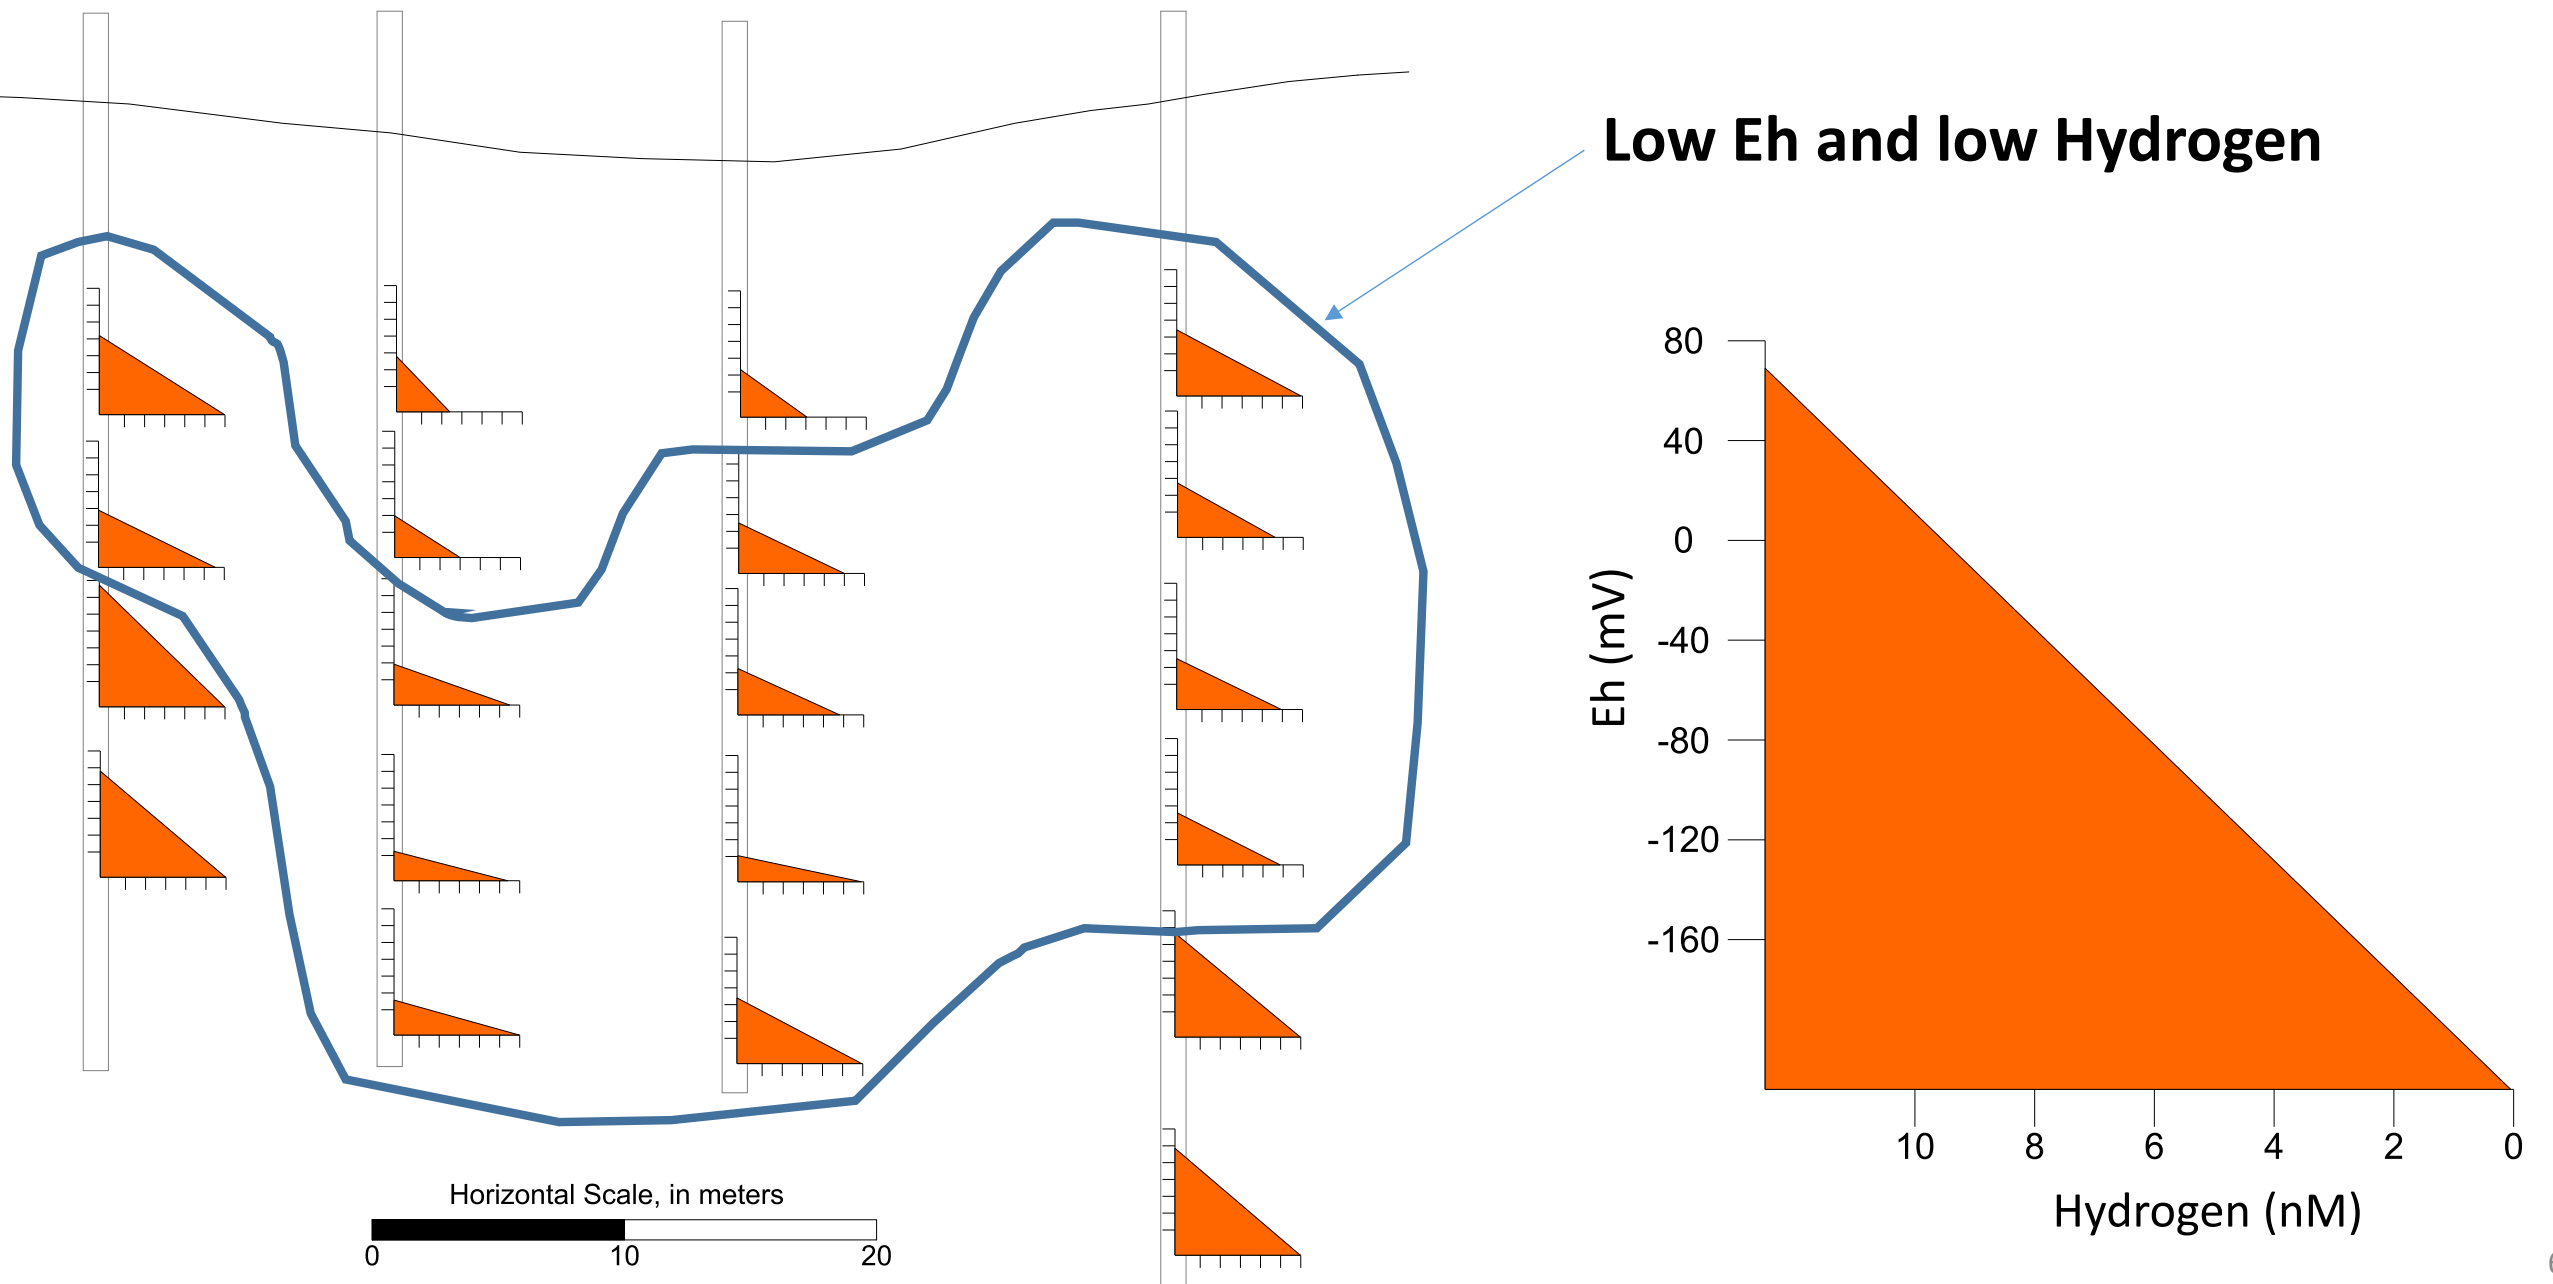 Low Eh and low Hydrogen
80
40
0
-40
-80
-120
-160
Eh (mV)
10 8 6 4 2 0
Hydrogen (nM)
Horizontal Scale, in meters
0 10 20